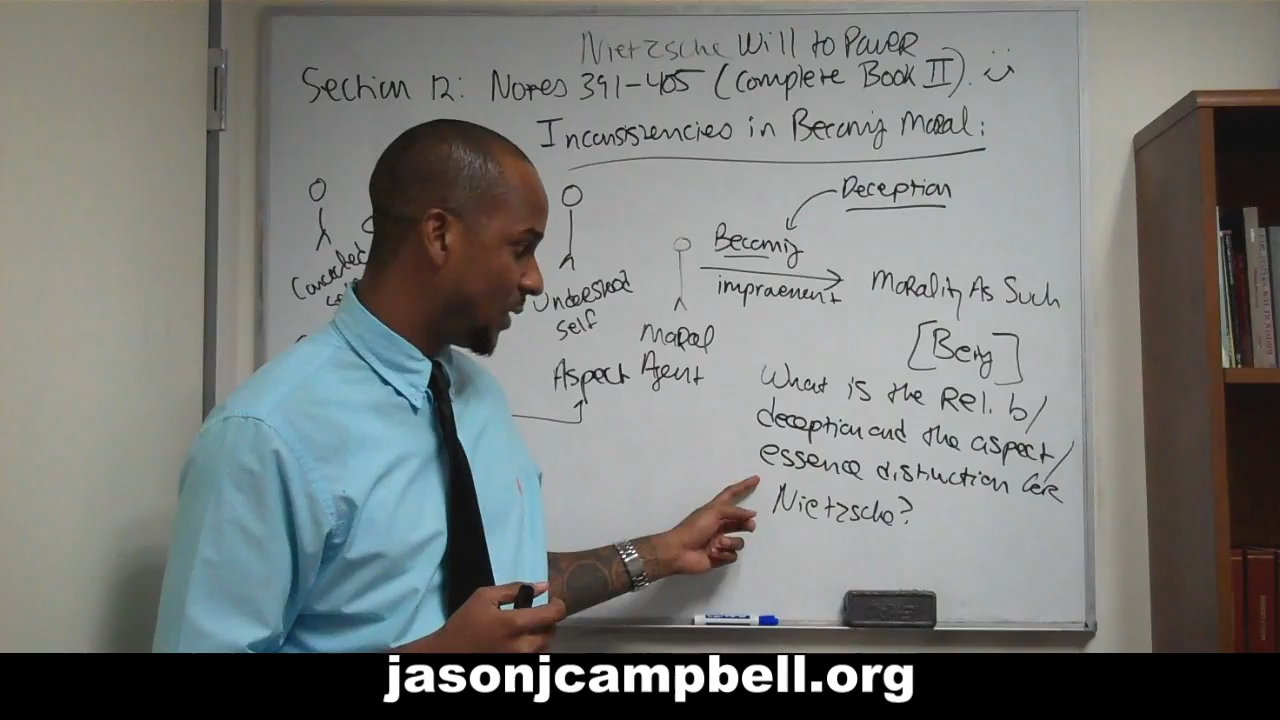 Nietzsche Will to Power
Section 12: Notes 391-405 (Complete Book II). :)
Inconsistencies in Becoming Moral:
Deception
Becoming
improvement
Morality As Such
[Being]
Understood
self
Aspect
Moral
Agent
What is the Rel. b/
deception and the aspect/
essence distinction
Nietzsche?
jasonjcampbell.org